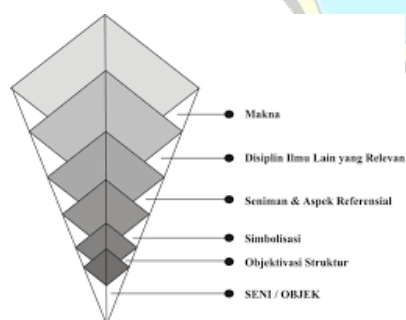 Makna
Disiplin Ilmu Lain yang Relevan
Seniman & Aspek Referensial
Simbolisasi
Objektivasi Struktur
SENI / OBJEK